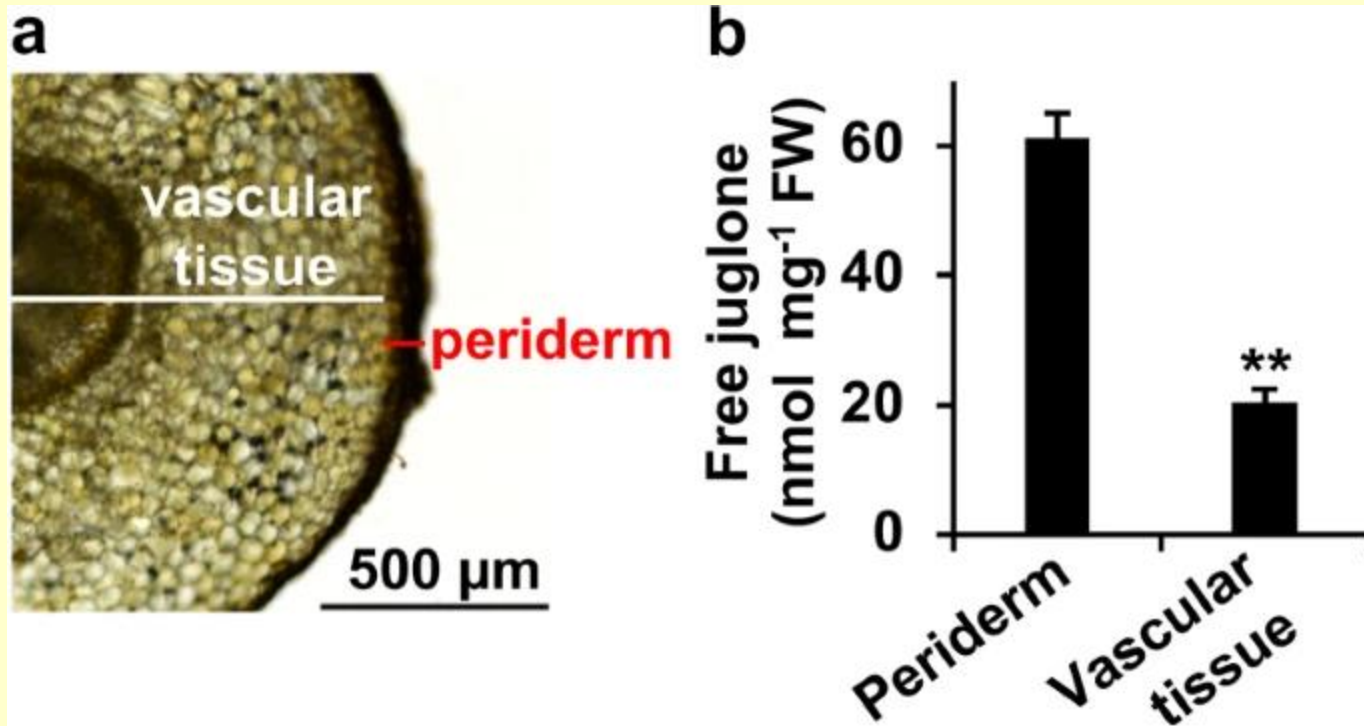 a
vascular
tissue
periderm
500 µm
b
Free juglone
(nmol mg⁻¹ FW)
60
40
20
0
**
Periderm
Vascular
tissue